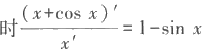 时(x+cos x)′/x′=1-sin x